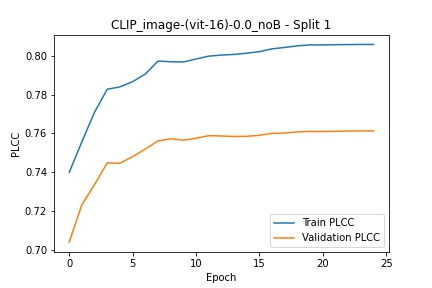 CLIP_image-(vit-16)-0.0_noB - Split 1
PLCC
0.80
0.78
0.76
0.74
0.72
0.70
0 5 10 15 20 25
Epoch
Train PLCC
Validation PLCC